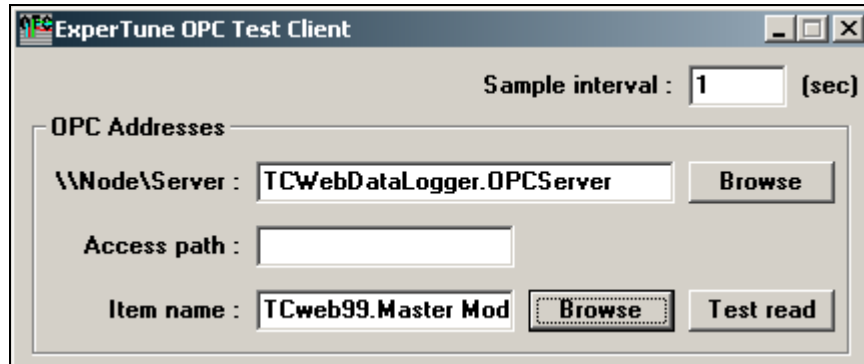 ExperTune OPC Test Client
Sample interval : 1 (sec)
OPC Addresses
\\Node\Server : TCWebDataLogger.OPCServer Browse
Access path :
Item name : TCweb99.Master Mod Browse Test read